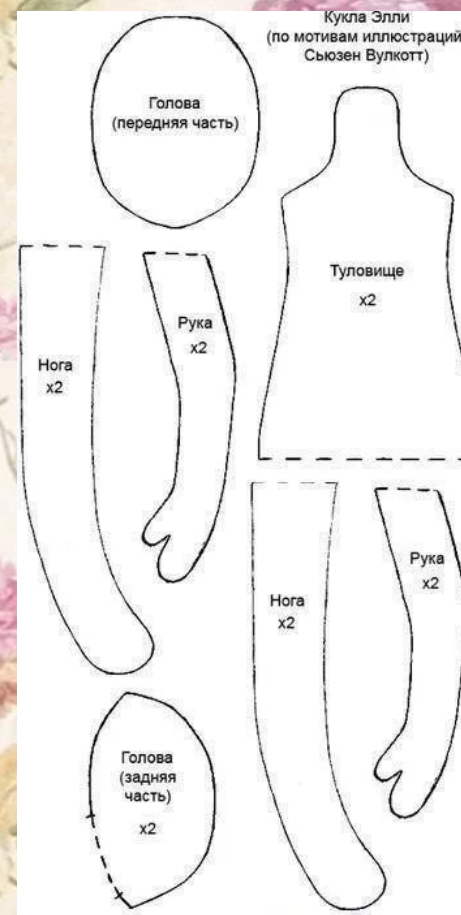 Кукла Элли
(по мотивам иллюстраций
Сьюзен Вулкотт)
Голова
(передняя часть)
Туловище
x2
Рука
x2
Нога
x2
Рука
x2
Нога
x2
Голова
(задняя
часть)
x2